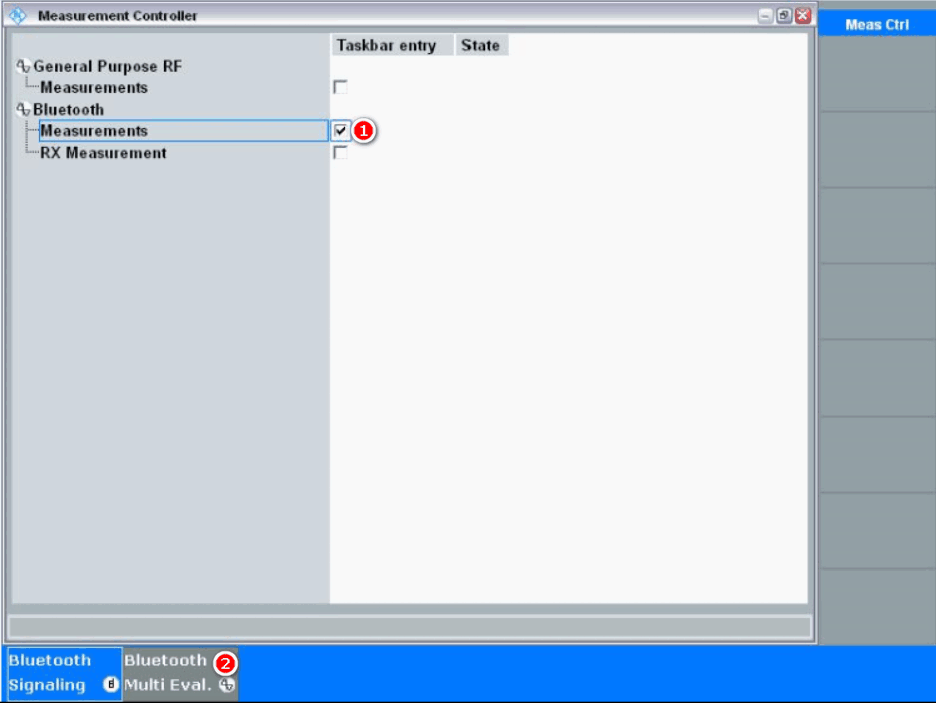 Measurement Controller
Meas Ctrl
Taskbar entry State
General Purpose RF
Measurements
Bluetooth
Measurements 1
RX Measurement
Bluetooth Bluetooth 2
Signaling Multi Eval.